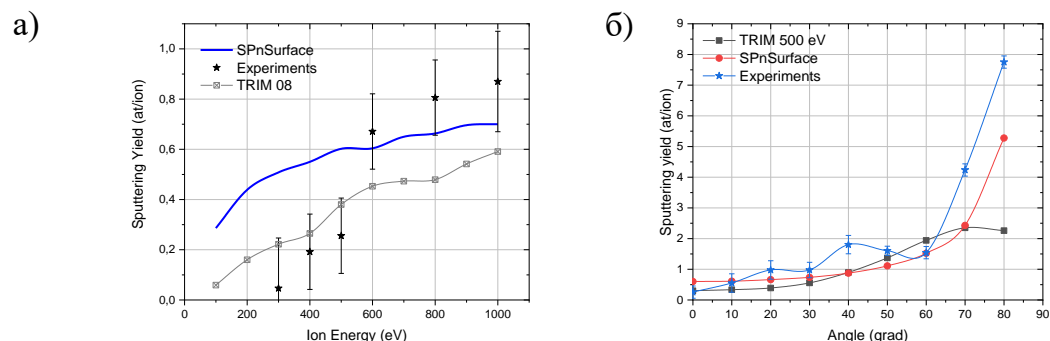 а)
1,0
0,8
0,6
0,4
0,2
0,0
Sputtering Yield (at/ion)
SPnSurface
Experiments
TRIM 08
0 200 400 600 800 1000
Ion Energy (eV)
б)
9
8
7
6
5
4
3
2
1
0
Sputtering yield (at/ion)
TRIM 500 eV
SPnSurface
Experiments
0 10 20 30 40 50 60 70 80 90
Angle (grad)